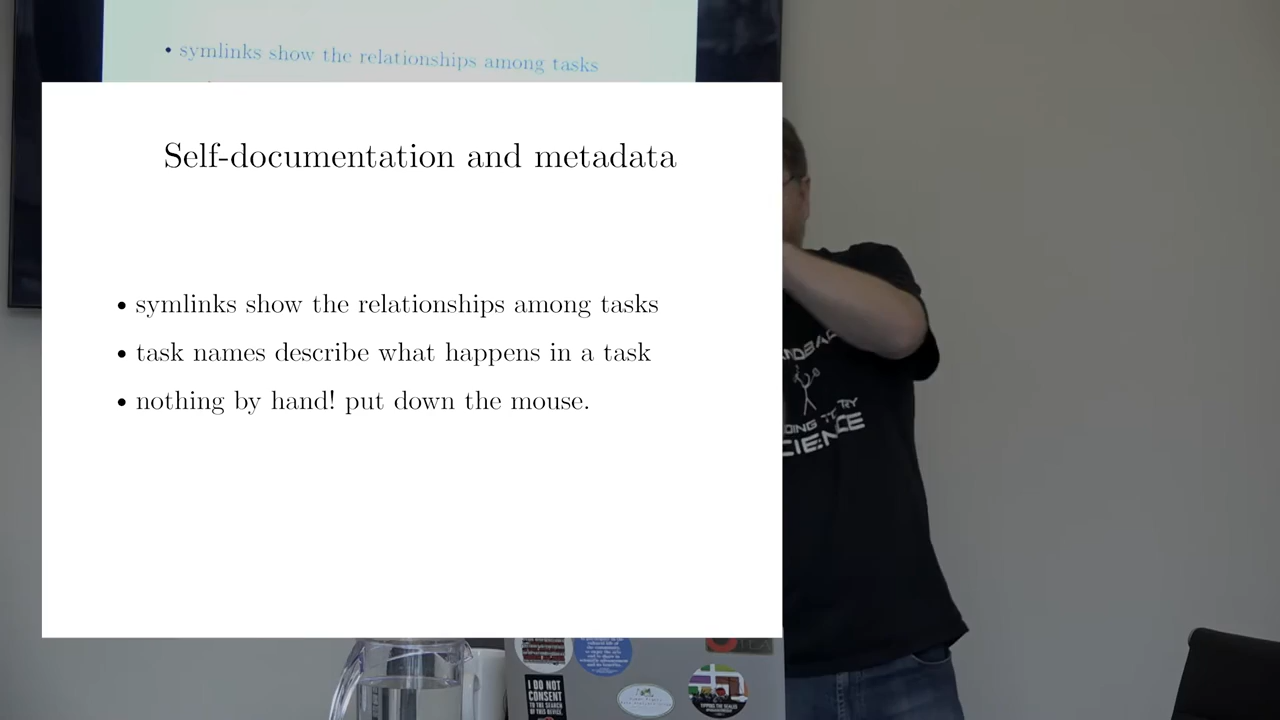 • symlinks show the relationships among tasks
Self-documentation and metadata
• symlinks show the relationships among tasks
• task names describe what happens in a task
• nothing by hand! put down the mouse.
I DO NOT
CONSENT
TO THE SEARCH
OF THIS DEVICE.